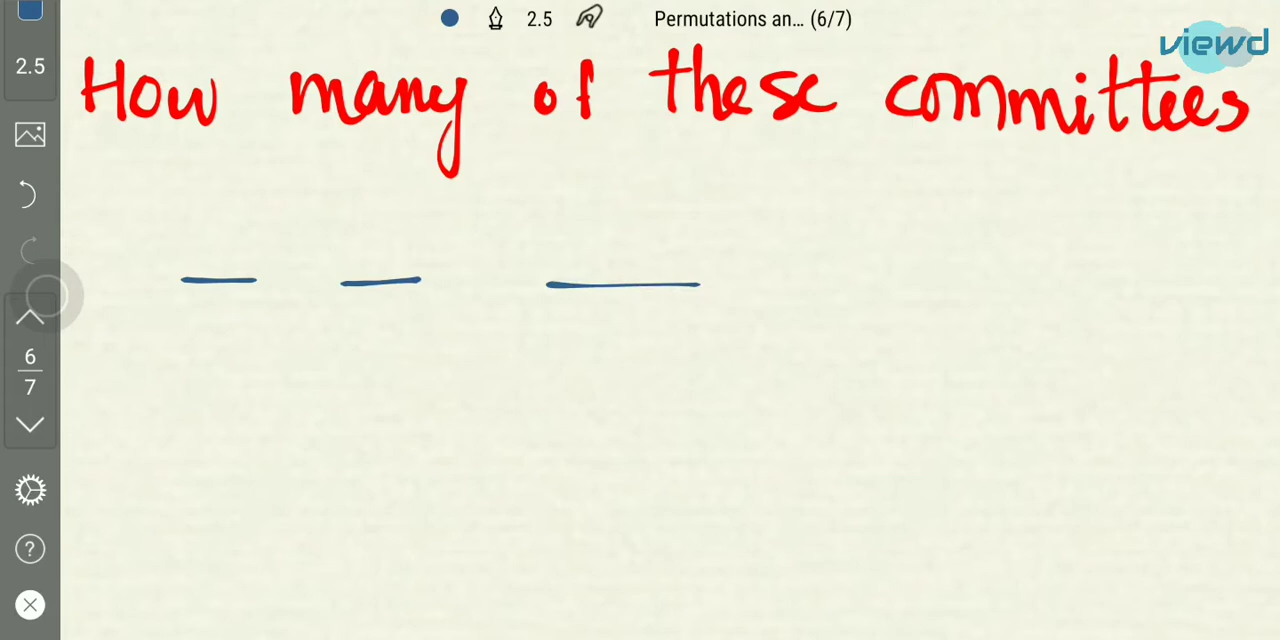 2.5 Permutations an... (6/7)
viewd
2.5
How many of these committees
6
7
?